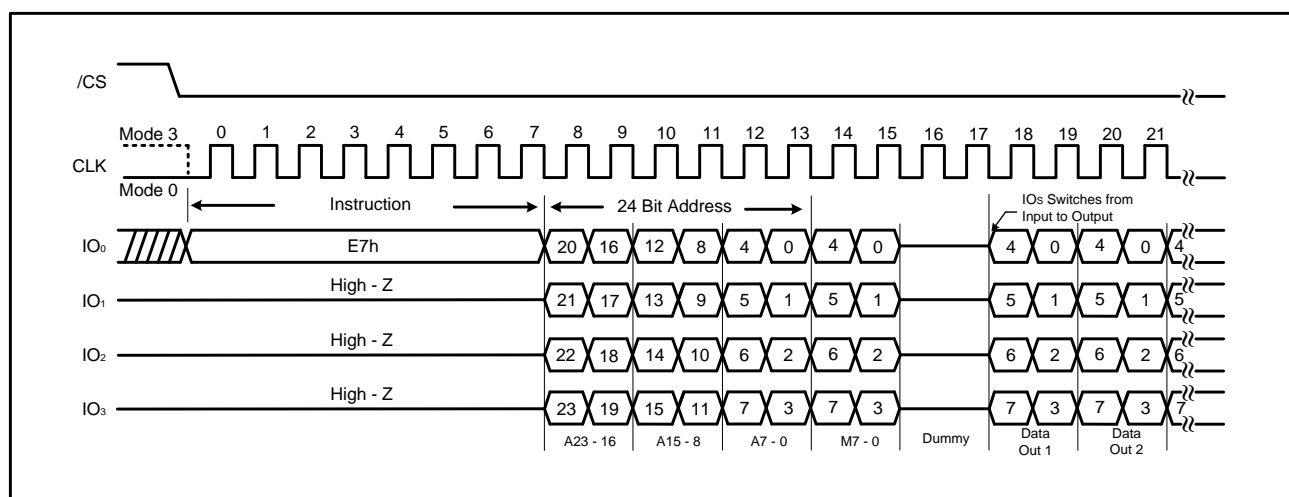 /CS
Mode 3 0 1 2 3 4 5 6 7 8 9 10 11 12 13 14 15 16 17 18 19 20 21
CLK
Mode 0
Instruction 24 Bit Address IOs Switches from
Input to Output
IO0 E7h 20 16 12 8 4 0 4 0 4 0 4 0 4
High - Z
IO1 21 17 13 9 5 1 5 1 5 1 5 1 5
High - Z
IO2 22 18 14 10 6 2 6 2 6 2 6 2 6
High - Z
IO3 23 19 15 11 7 3 7 3 7 3 7 3 7
A23 - 16 A15 - 8 A7 - 0 M7 - 0 Dummy Data Data
Out 1 Out 2